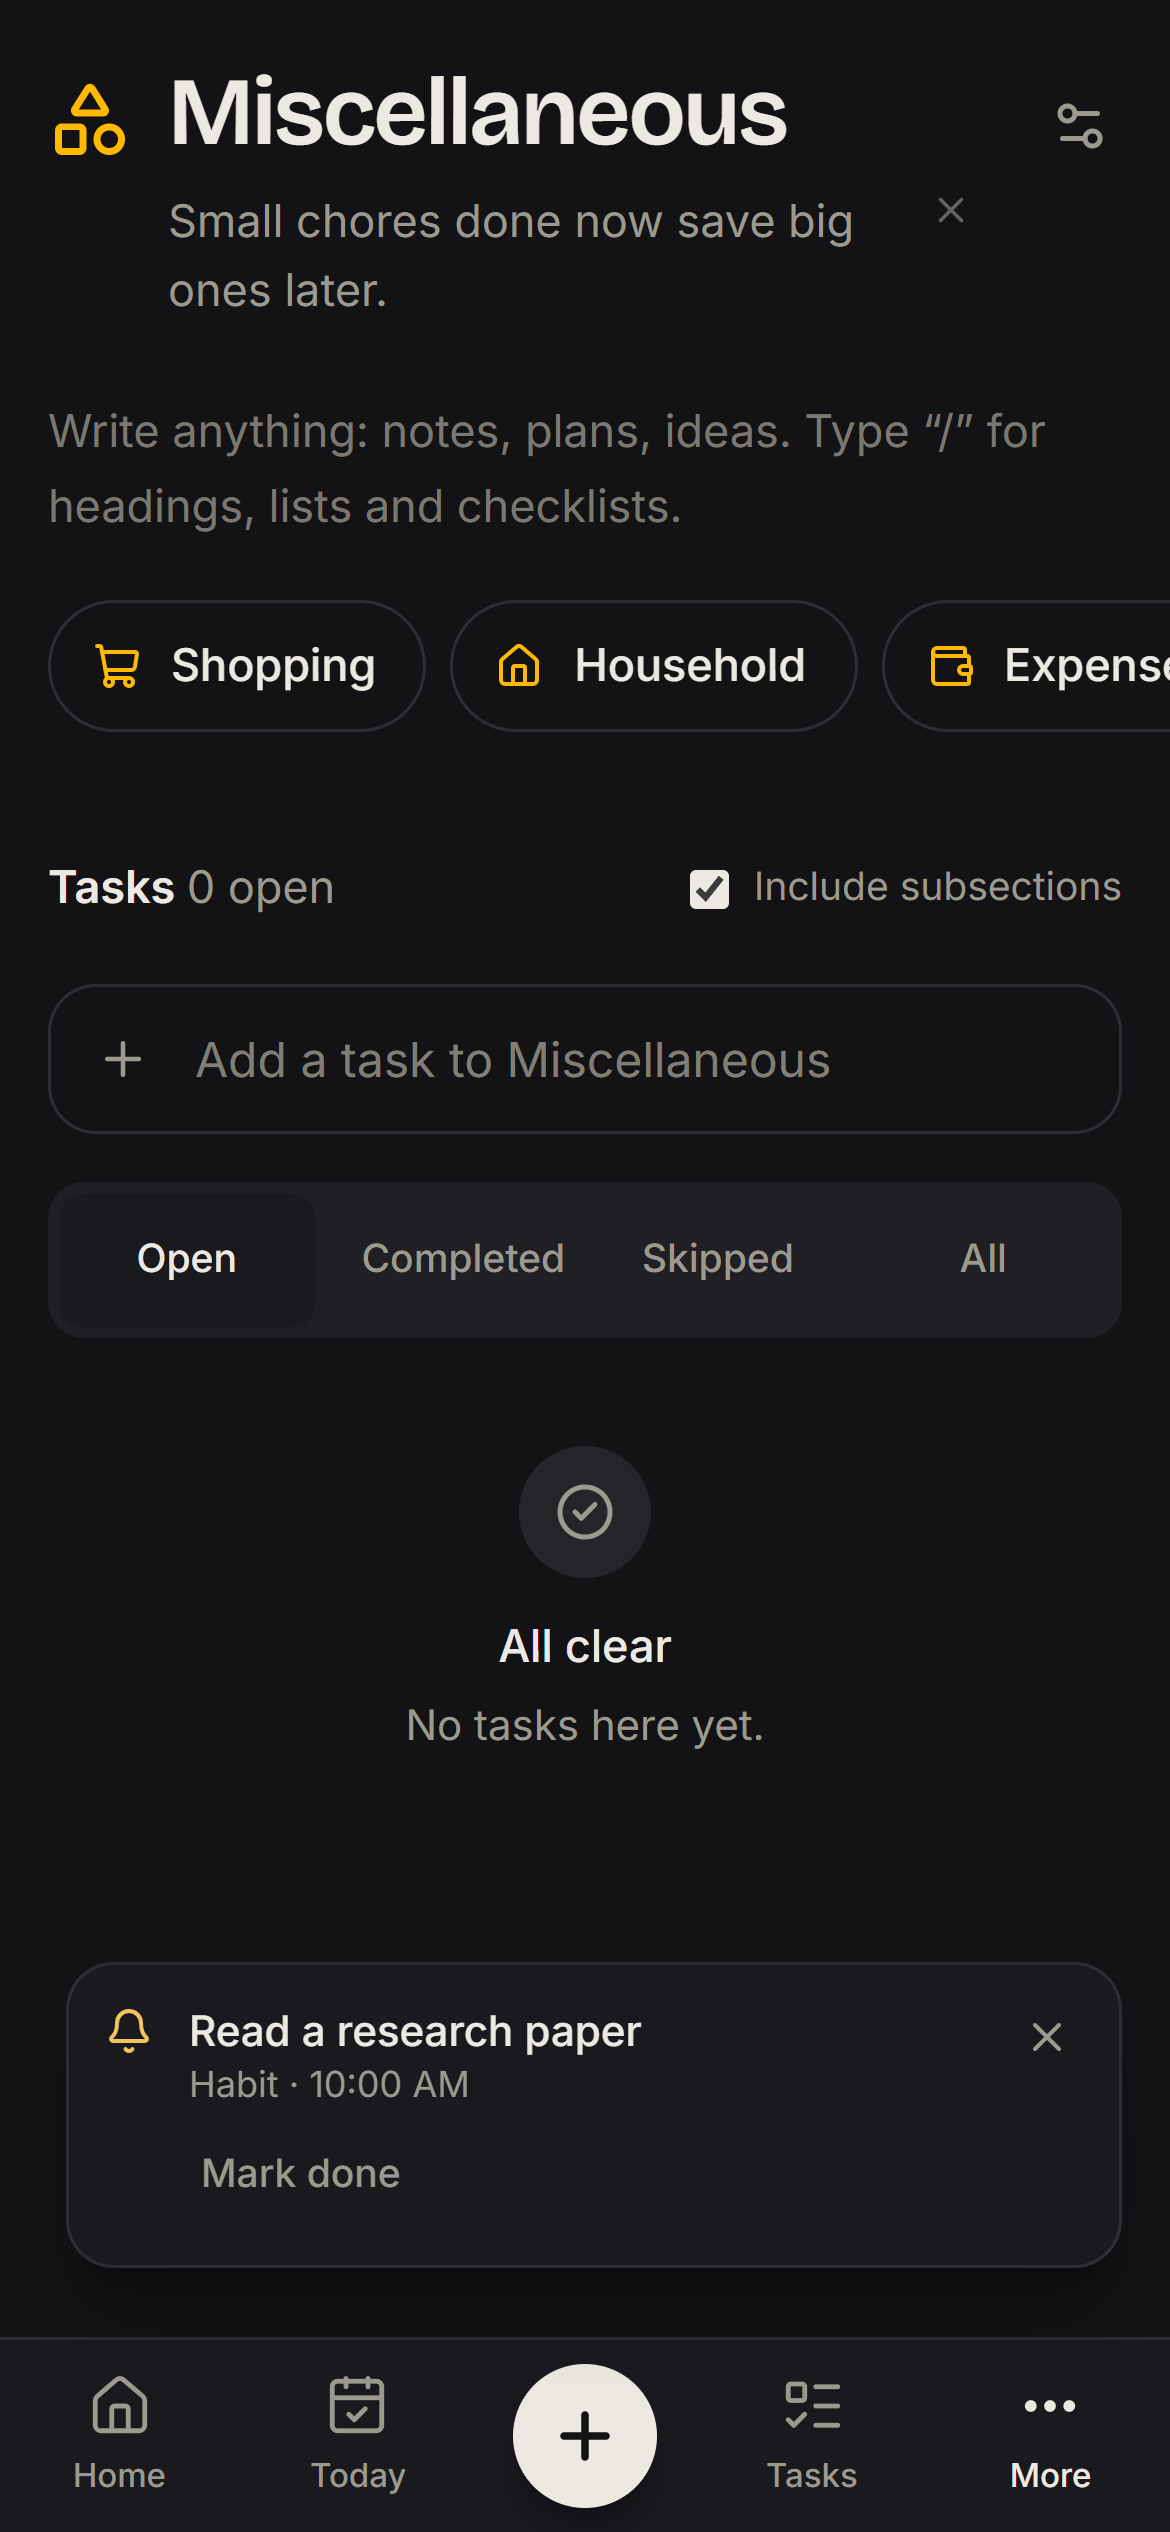 Miscellaneous
Small chores done now save big
ones later.
Write anything: notes, plans, ideas. Type “/” for
headings, lists and checklists.
Shopping
Household
Expense
Tasks 0 open
Include subsections
Add a task to Miscellaneous
Open
Completed
Skipped
All
All clear
No tasks here yet.
Read a research paper
Habit · 10:00 AM
Mark done
Home
Today
Tasks
More